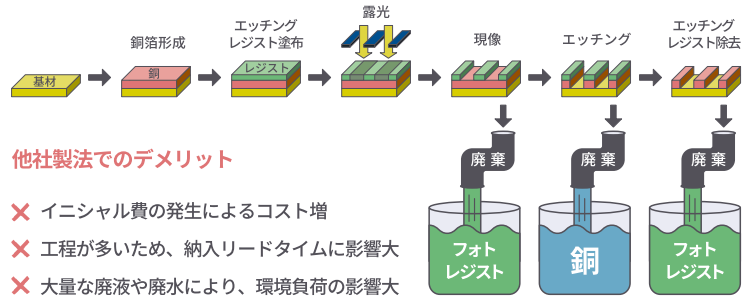 基材
銅箔形成
銅
エッチング
レジスト塗布
レジスト
露光
現像
エッチング
エッチング
レジスト除去
廃棄
廃棄
廃棄
フォト
レジスト
銅
フォト
レジスト
他社製法でのデメリット
イニシャル費の発生によるコスト増
工程が多いため、納入リードタイムに影響大
大量な廃液や廃水により、環境負荷の影響大